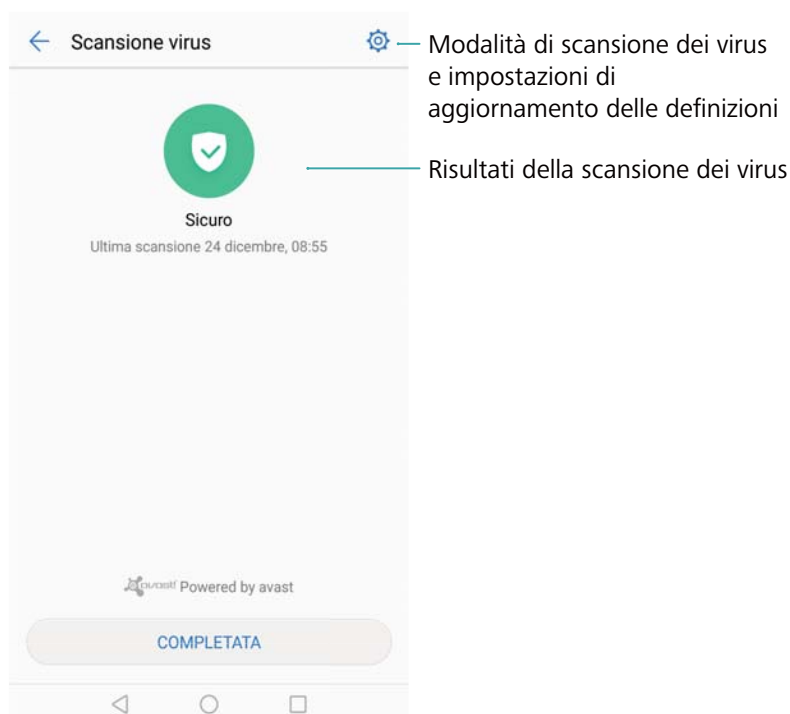 Scansione virus
Modalità di scansione dei virus
e impostazioni di
aggiornamento delle definizioni
Risultati della scansione dei virus
Sicuro
Ultima scansione 24 dicembre, 08:55
avast! Powered by avast
COMPLETATA